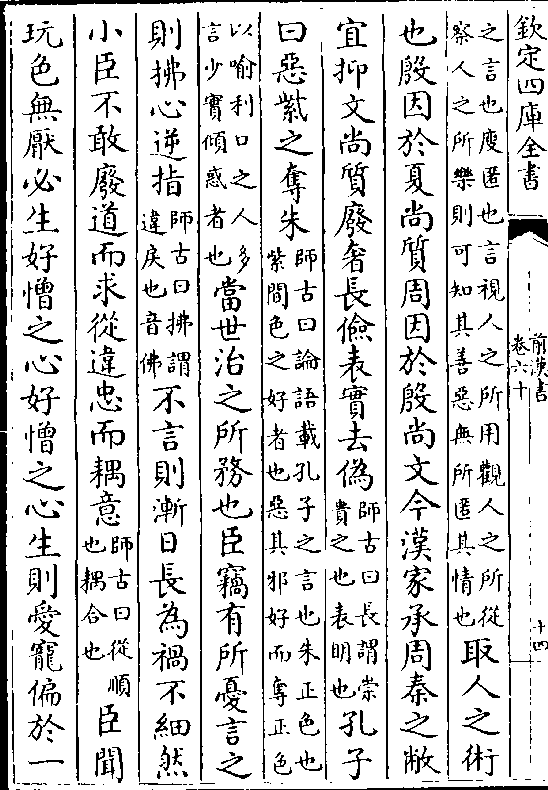 欽定四庫全書
前漢書
卷六十
十四
之言也廋匿也言視人之所用觀人之所從
察人之所樂則可知其善惡無所匿其情也
取人之術
也殷因於夏尚質周因於殷尚文今漢家承周秦之敝
宜抑文尚質廢奢長儉表實去偽
師古曰長謂崇
貴之也表明也
孔子
曰惡紫之奪朱
師古曰論語載孔子之言也朱正色也
紫間色之好者也惡其邪好而奪正色
以喻利口之人多
言少實傾惑者也
當世治之所務也臣竊有所憂言之
則拂心逆指
師古曰拂謂
違戾也音佛
不言則漸日長為禍不細然
小臣不敢廢道而求從違忠而耦意
師古曰從順
也耦合也
臣聞
玩色無厭必生好憎之心好憎之心生則愛寵偏於一